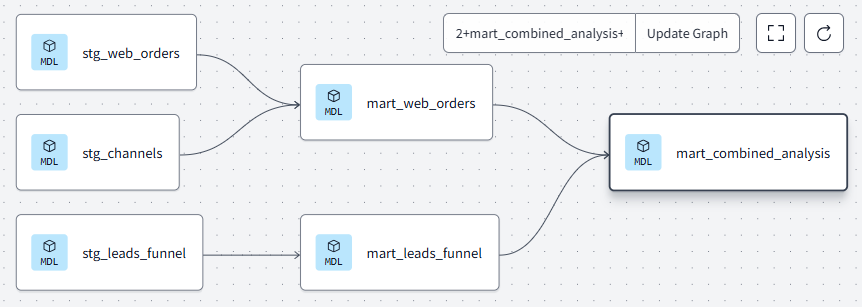 stg_web_orders
MDL
2+mart_combined_analysis+
Update Graph
mart_web_orders
MDL
stg_channels
MDL
mart_combined_analysis
MDL
stg_leads_funnel
MDL
mart_leads_funnel
MDL